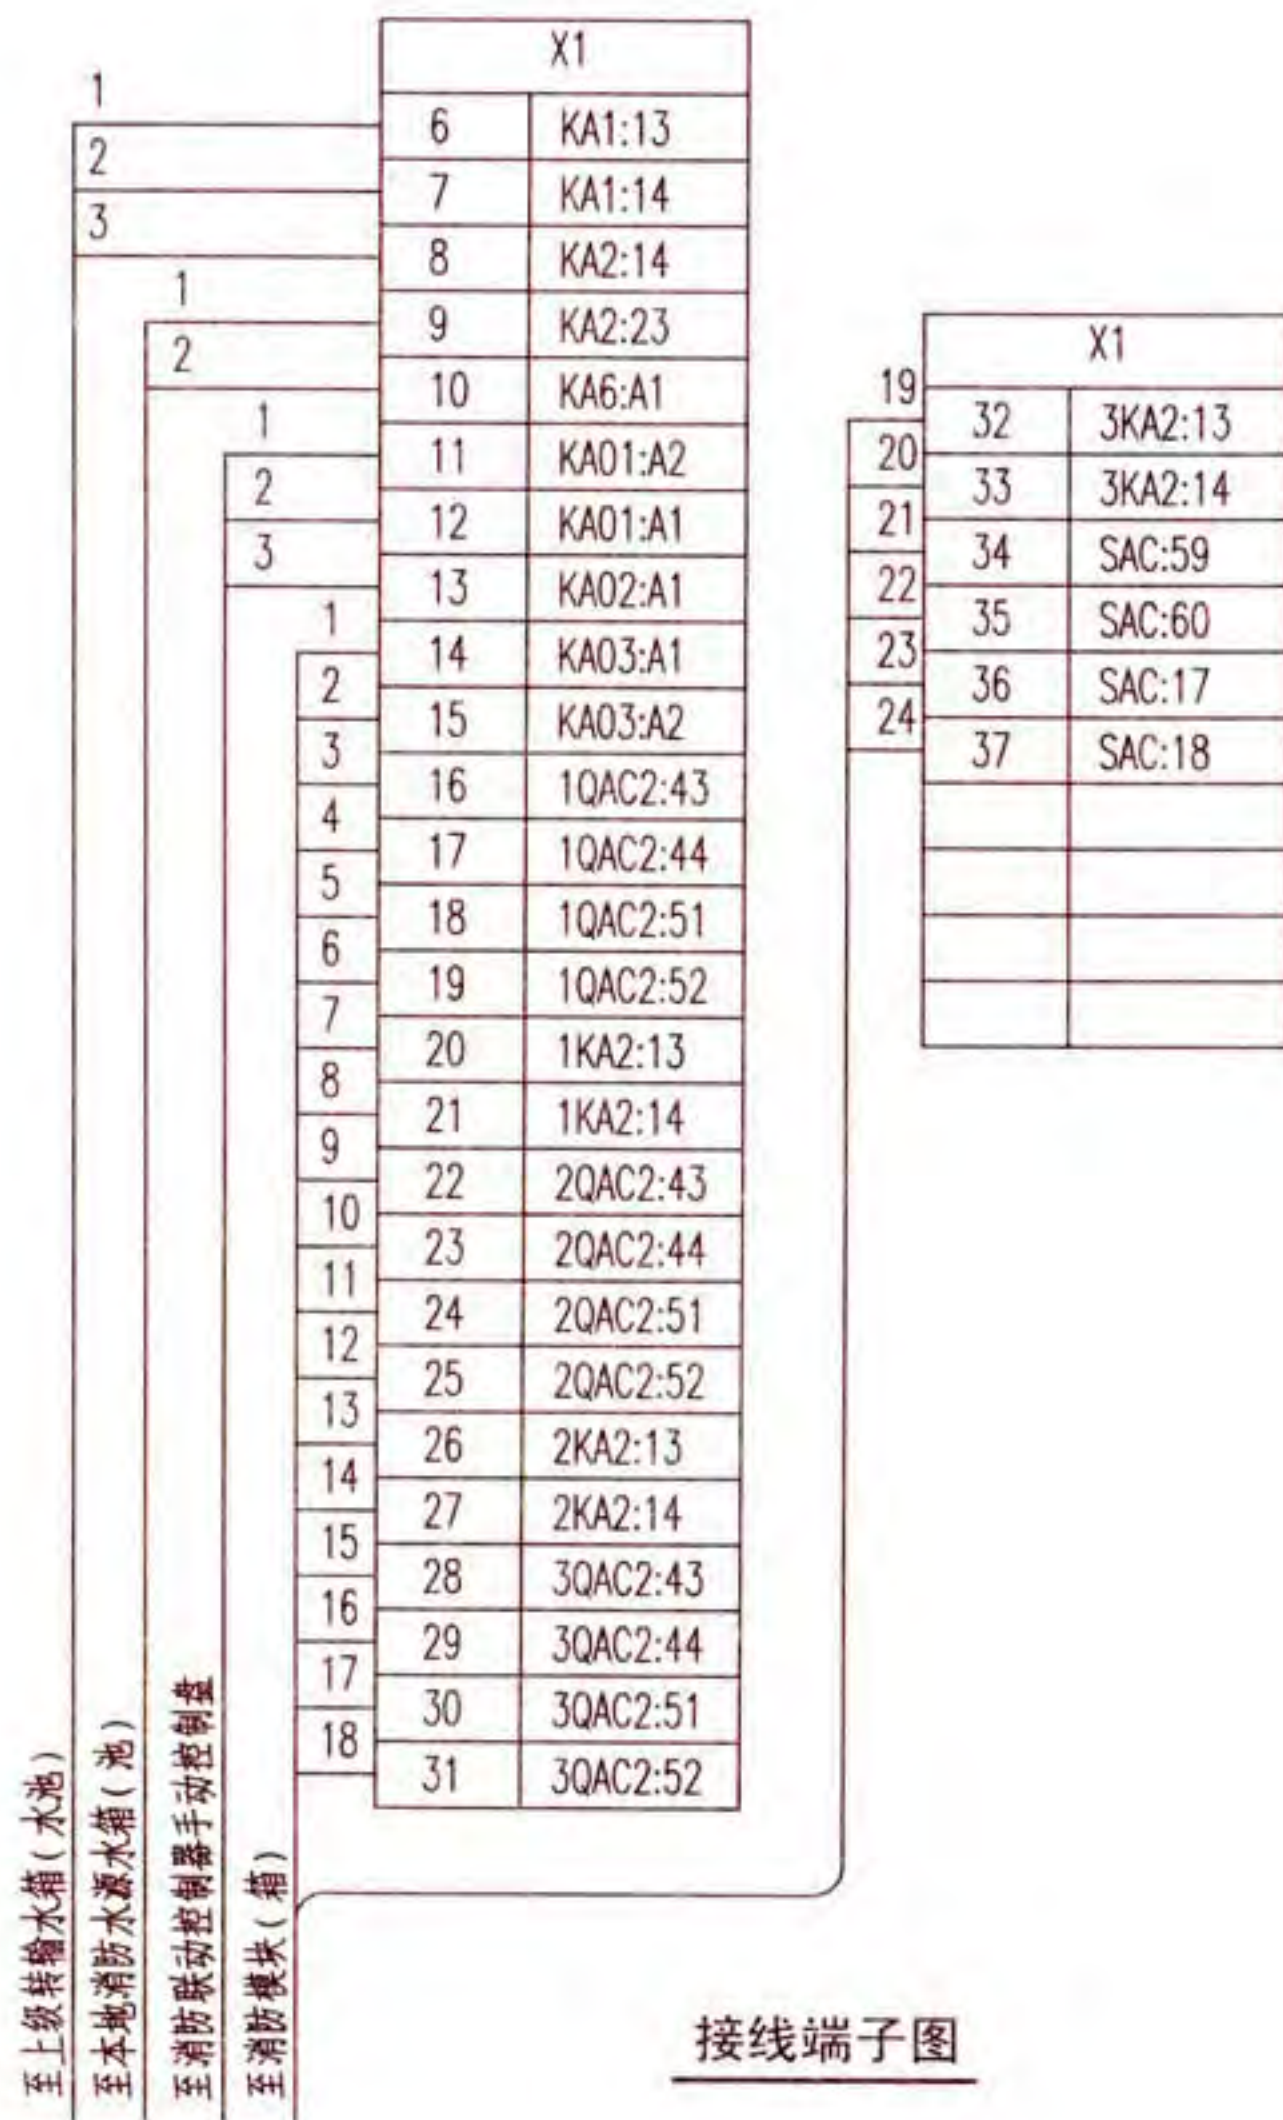 X1
1
6 KA1:13
2
7 KA1:14
3
8 KA2:14
1
9 KA2:23
2
10 KA6:A1
1
11 KA01:A2
2
12 KA01:A1
3
13 KA02:A1
1
14 KA03:A1
2
15 KA03:A2
3
16 1QAC2:43
4
17 1QAC2:44
5
18 1QAC2:51
6
19 1QAC2:52
7
20 1KA2:13
8
21 1KA2:14
9
22 2QAC2:43
10
23 2QAC2:44
11
24 2QAC2:51
12
25 2QAC2:52
13
26 2KA2:13
14
27 2KA2:14
15
28 3QAC2:43
16
29 3QAC2:44
17
30 3QAC2:51
18
31 3QAC2:52
X1
19
32 3KA2:13
20
33 3KA2:14
21
34 SAC:59
22
35 SAC:60
23
36 SAC:17
24
37 SAC:18
至上级转输水箱(水池)
至本地消防水源水箱(池)
至消防联动控制器手动控制盘
至消防模块(箱)
接线端子图